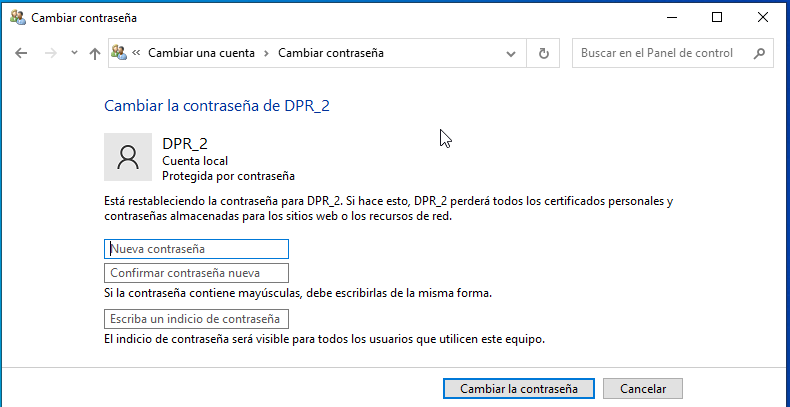 Cambiar contraseña
« Cambiar una cuenta > Cambiar contraseña
Buscar en el Panel de control
Cambiar la contraseña de DPR_2
DPR_2
Cuenta local
Protegida por contraseña
Está restableciendo la contraseña para DPR_2. Si hace esto, DPR_2 perderá todos los certificados personales y
contraseñas almacenadas para los sitios web o los recursos de red.
Nueva contraseña
Confirmar contraseña nueva
Si la contraseña contiene mayúsculas, debe escribirlas de la misma forma.
Escriba un indicio de contraseña
El indicio de contraseña será visible para todos los usuarios que utilicen este equipo.
Cambiar la contraseña
Cancelar